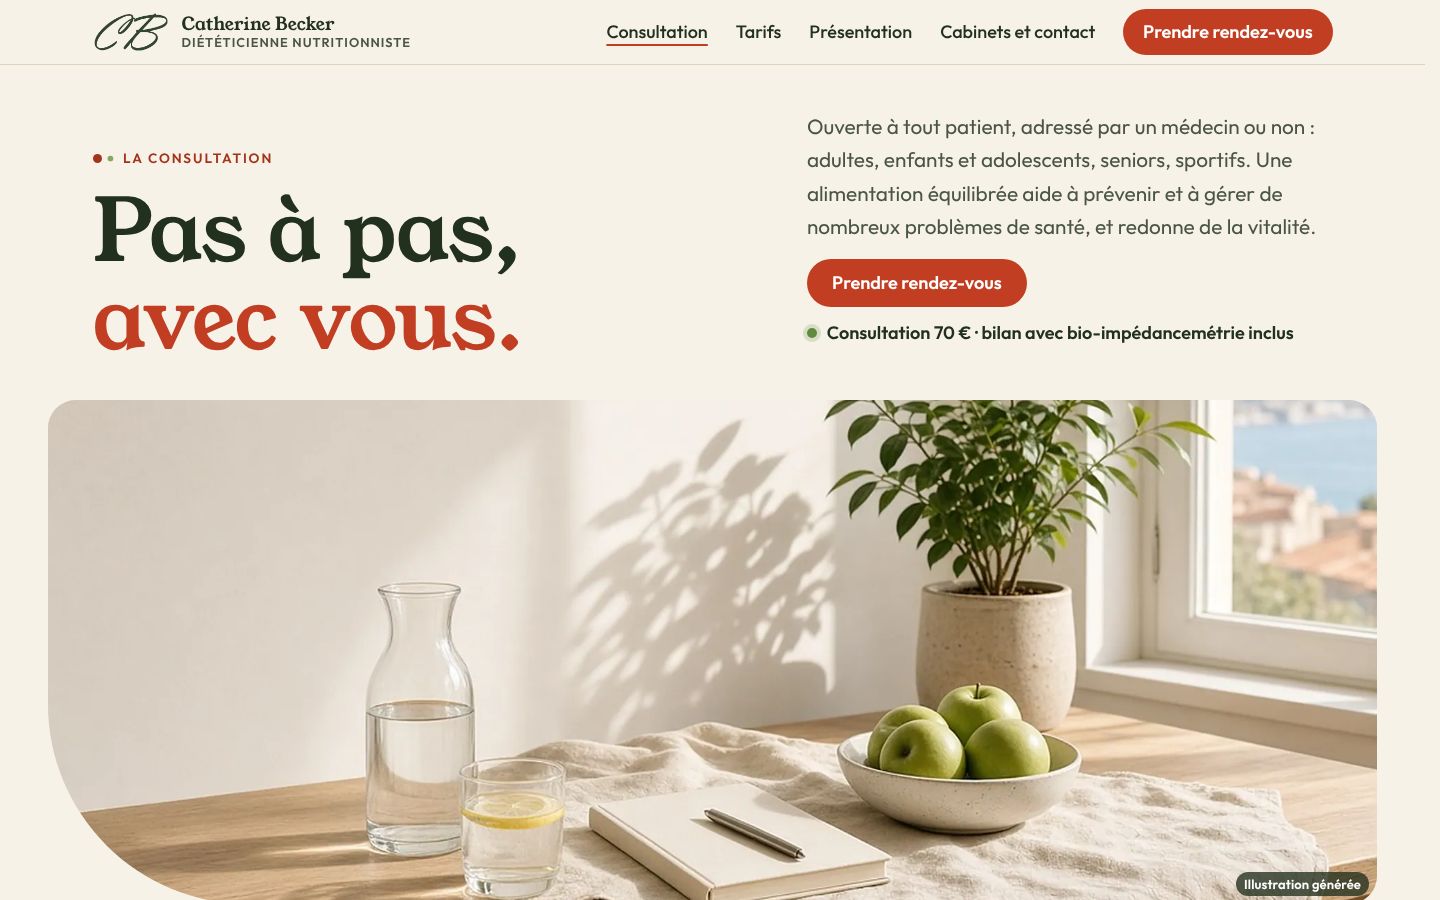 CB
Catherine Becker
DIÉTÉTICIENNE NUTRITIONNISTE
Consultation
Tarifs
Présentation
Cabinets et contact
Prendre rendez-vous
LA CONSULTATION
Pas à pas,
avec vous.
Ouverte à tout patient, adressé par un médecin ou non :
adultes, enfants et adolescents, seniors, sportifs. Une
alimentation équilibrée aide à prévenir et à gérer de
nombreux problèmes de santé, et redonne de la vitalité.
Prendre rendez-vous
Consultation 70 € · bilan avec bio-impédancemétrie inclus
Illustration générée